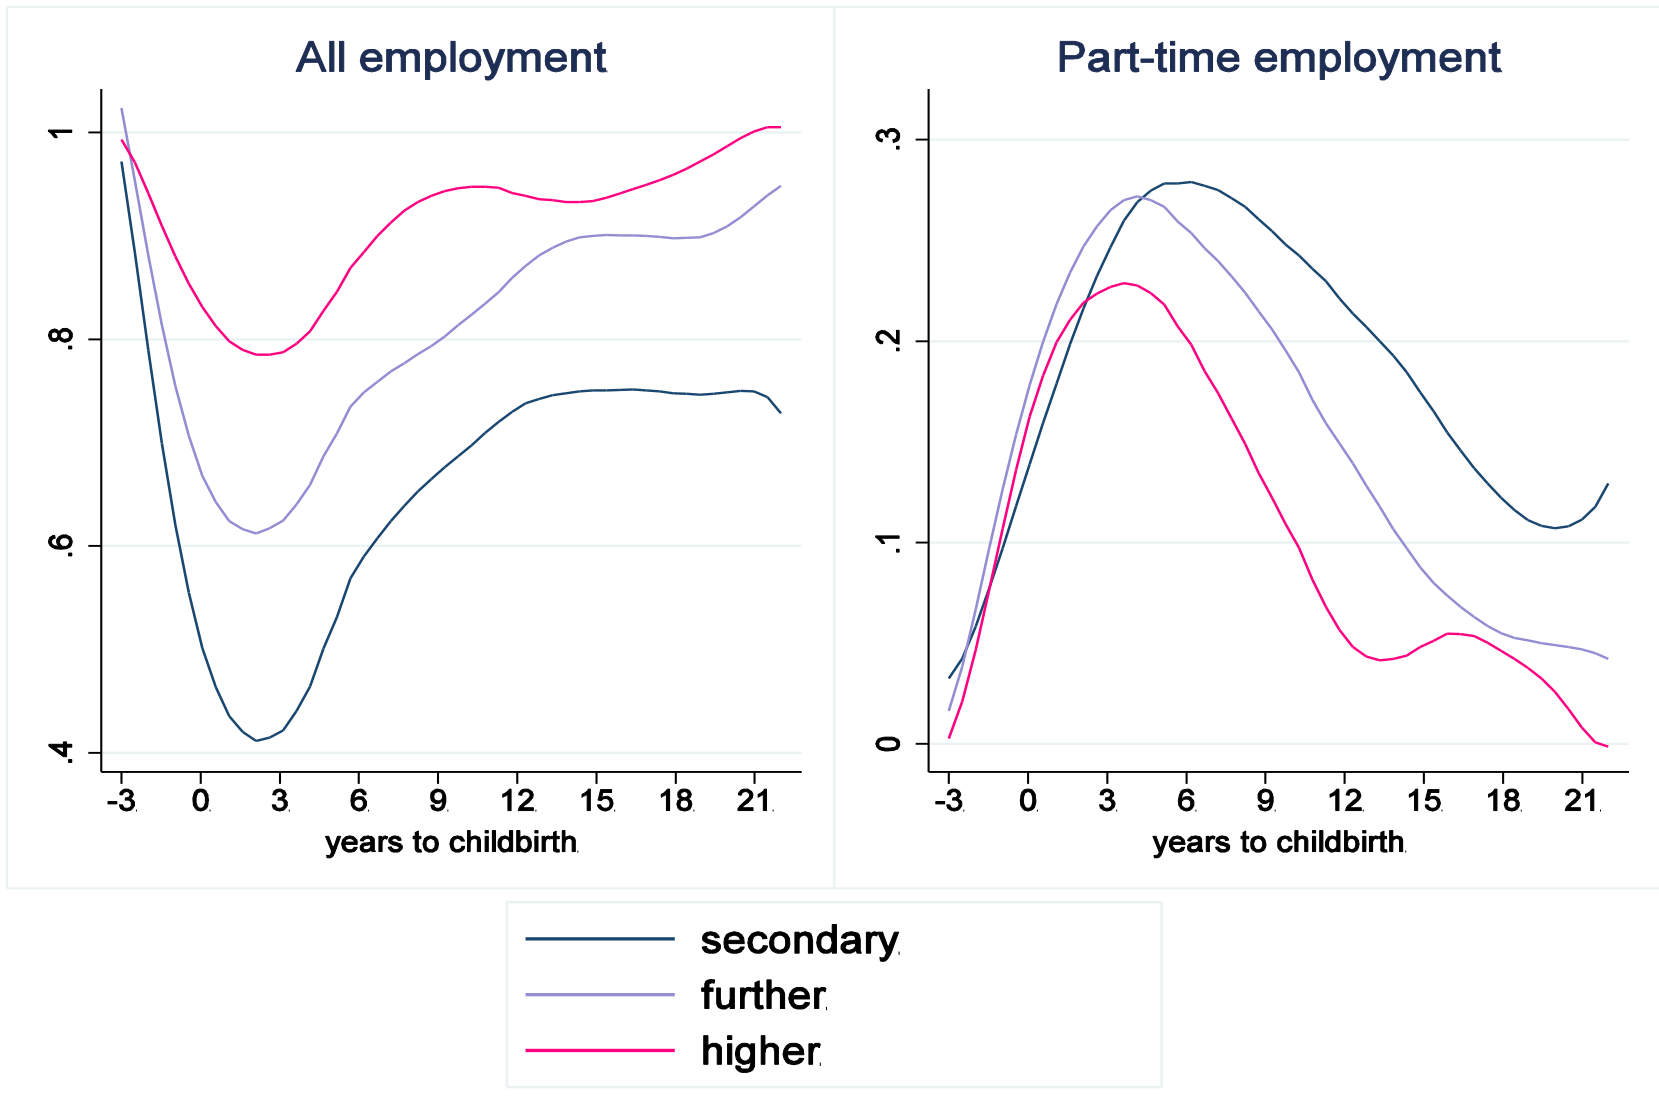 All employment
1
.8
.6
.4
-3 0 3 6 9 12 15 18 21
years to childbirth
Part-time employment
.3
.2
.1
0
-3 0 3 6 9 12 15 18 21
years to childbirth
secondary
further
higher